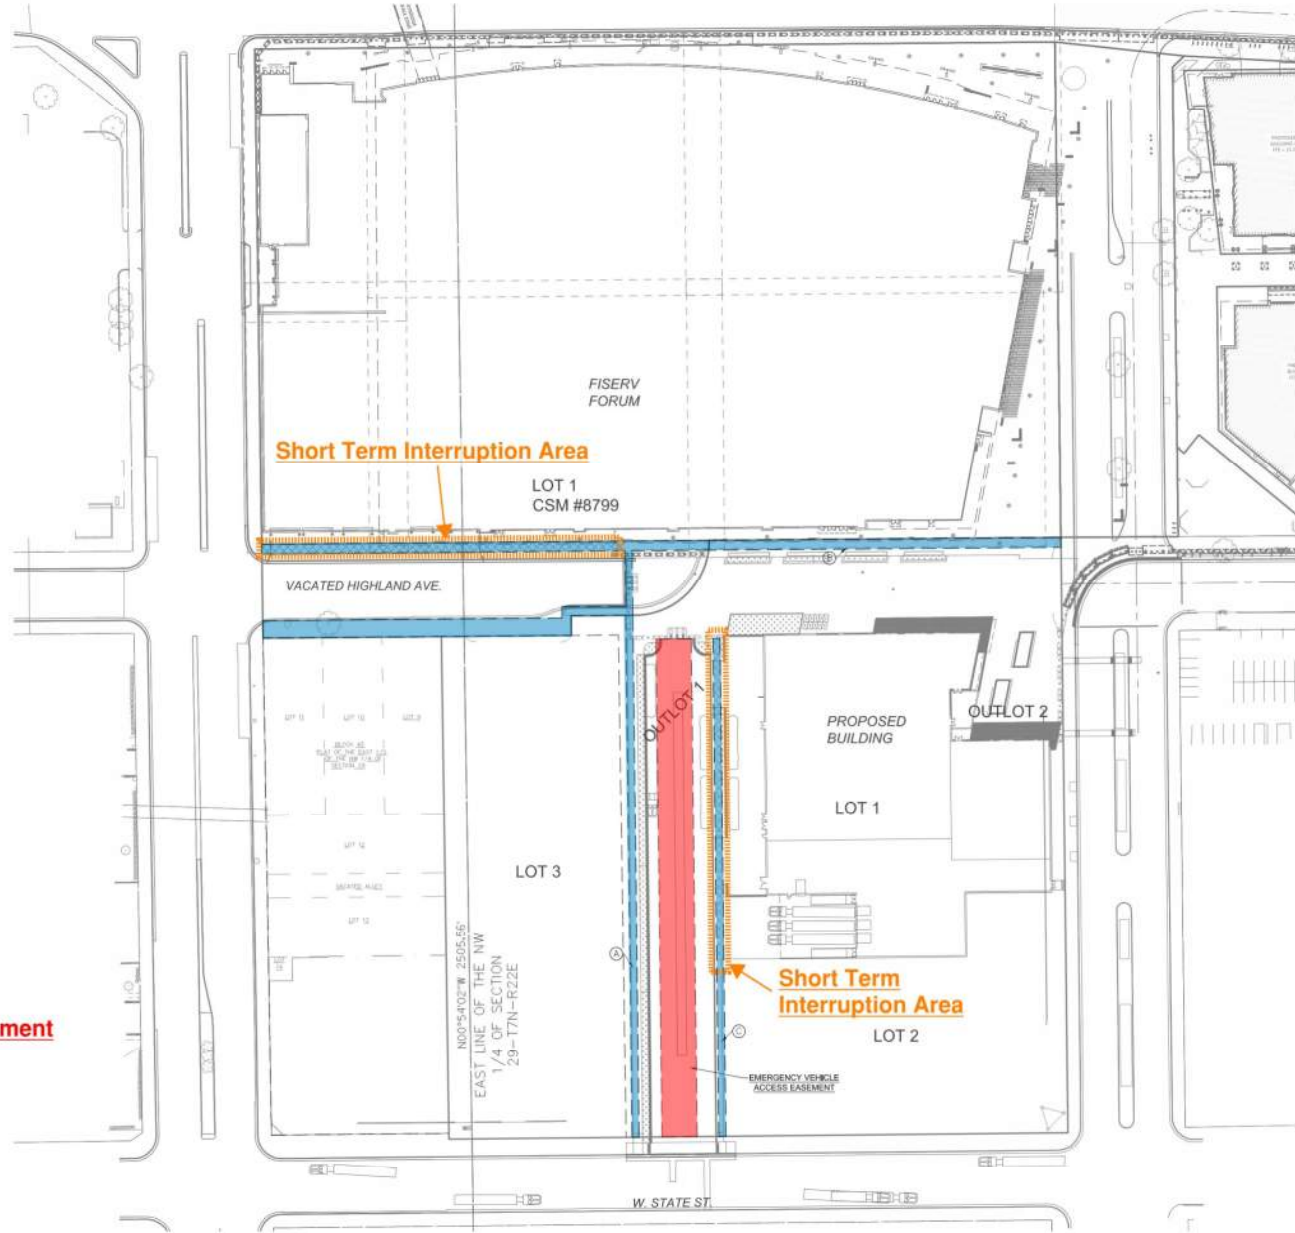 FISERV
FORUM
Short Term Interruption Area
LOT 1
CSM #8799
B
VACATED HIGHLAND AVE.
OUTLOT 1
OUTLOT 2
PROPOSED
BUILDING
LOT 1
LOT 3
A
N00°54'02"W 2505.56'
EAST LINE OF THE NW
1/4 OF SECTION
29-T7N-R22E
Short Term
Interruption Area
ment
C
LOT 2
EMERGENCY VEHICLE
ACCESS EASEMENT
W. STATE ST.